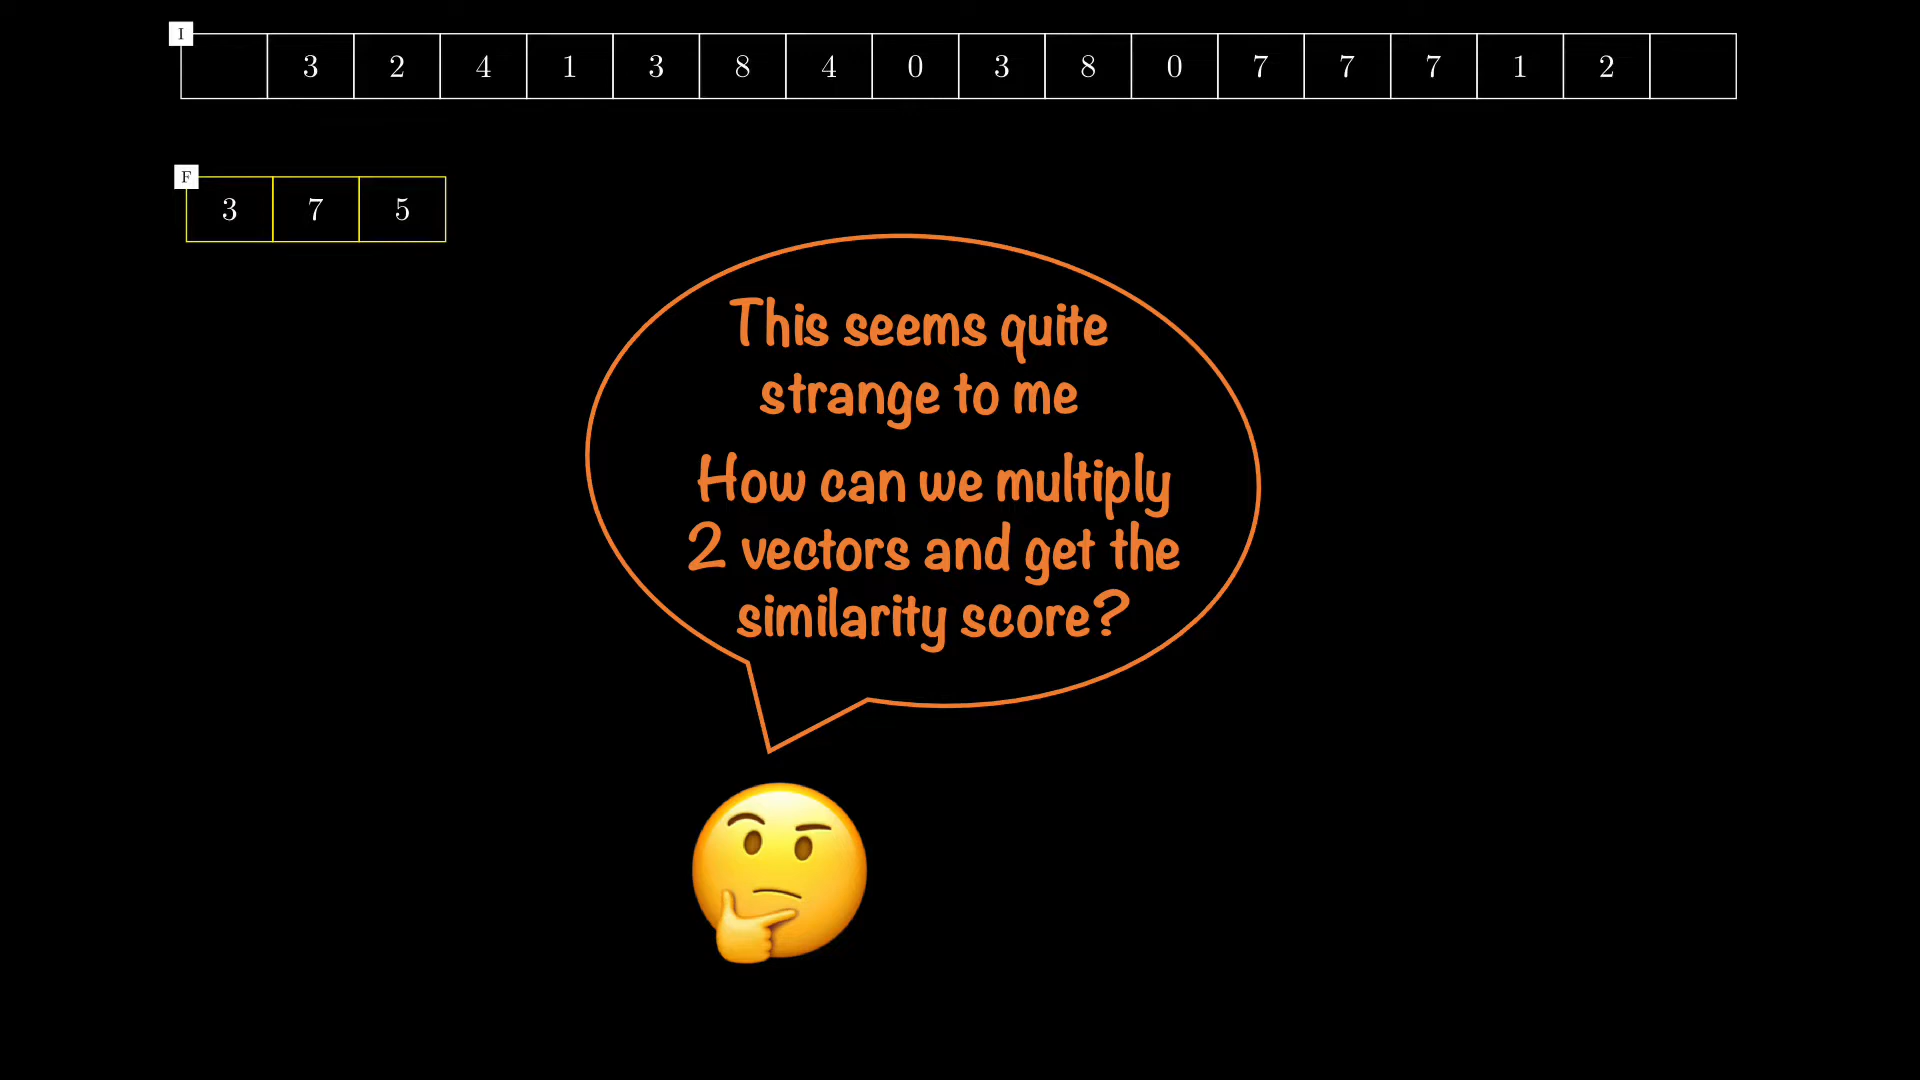 I
3 2 4 1 3 8 4 0 3 8 0 7 7 7 1 2
F
3 7 5
This seems quite
strange to me
How can we multiply
2 vectors and get the
similarity score?